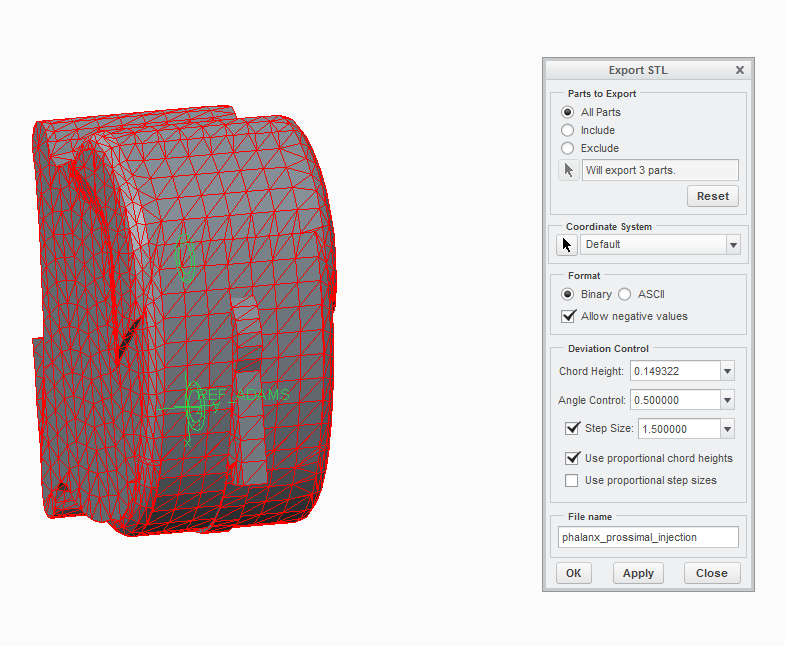 Export STL
Parts to Export
All Parts
Include
Exclude
Will export 3 parts.
Reset
Coordinate System
Default
Format
Binary ASCII
Allow negative values
Deviation Control
Chord Height: 0.149322
Angle Control: 0.500000
Step Size: 1.500000
Use proportional chord heights
Use proportional step sizes
File name
phalanx_prossimal_injection
OK Apply Close
REF_ADAMS
x